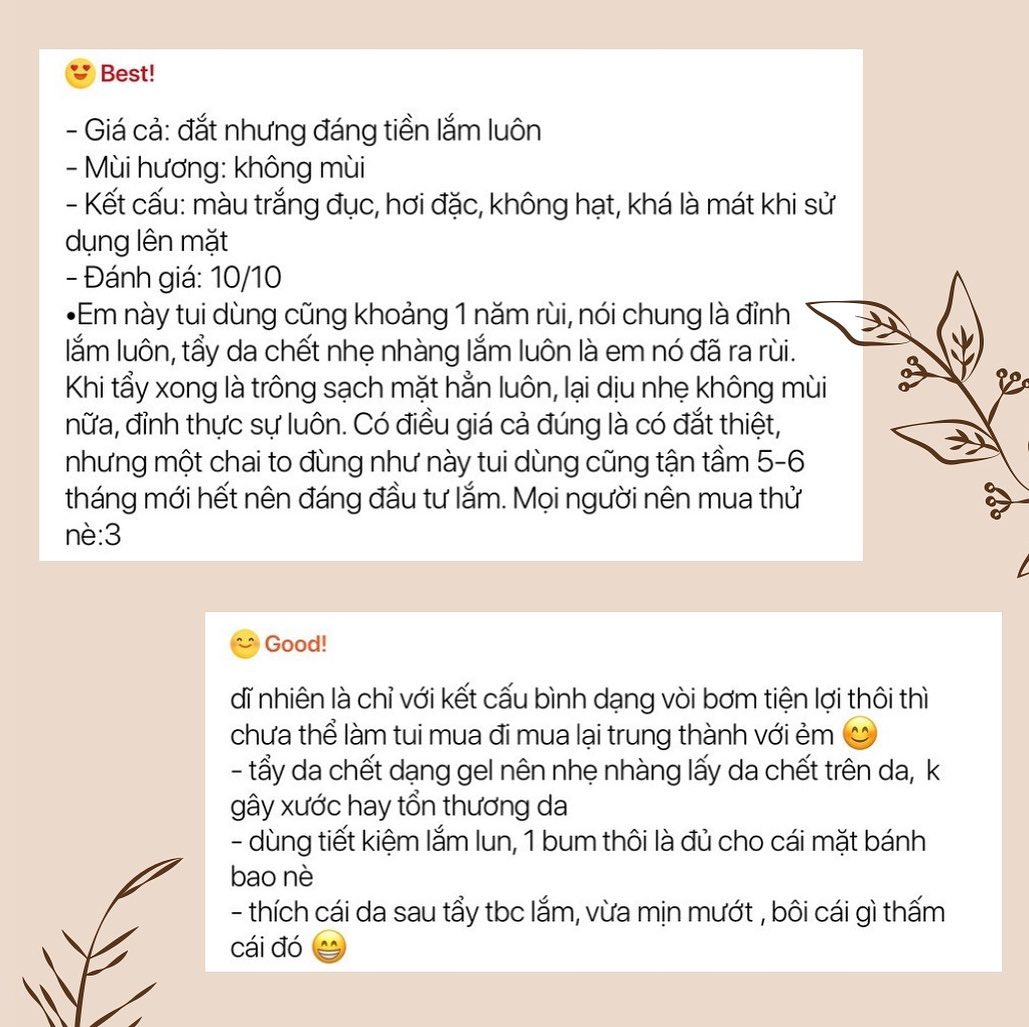 😍 Best!
- Giá cả: đắt nhưng đáng tiền lắm luôn
- Mùi hương: không mùi
- Kết cấu: màu trắng đục, hơi đặc, không hạt, khá là mát khi sử
dụng lên mặt
- Đánh giá: 10/10
•Em này tui dùng cũng khoảng 1 năm rùi, nói chung là đỉnh
lắm luôn, tẩy da chết nhẹ nhàng lắm luôn là em nó đã ra rùi.
Khi tẩy xong là trông sạch mặt hẳn luôn, lại dịu nhẹ không mùi
nữa, đỉnh thực sự luôn. Có điều giá cả đúng là có đắt thiệt,
nhưng một chai to đùng như này tui dùng cũng tận tầm 5-6
tháng mới hết nên đáng đầu tư lắm. Mọi người nên mua thử
nè:3
😊 Good!
dĩ nhiên là chỉ với kết cấu bình dạng vòi bơm tiện lợi thôi thì
chưa thể làm tui mua đi mua lại trung thành với ẻm 😊
- tẩy da chết dạng gel nên nhẹ nhàng lấy da chết trên da, k
gây xước hay tổn thương da
- dùng tiết kiệm lắm lun, 1 bum thôi là đủ cho cái mặt bánh
bao nè
- thích cái da sau tẩy tbc lắm, vừa mịn mướt , bôi cái gì thấm
cái đó 😁